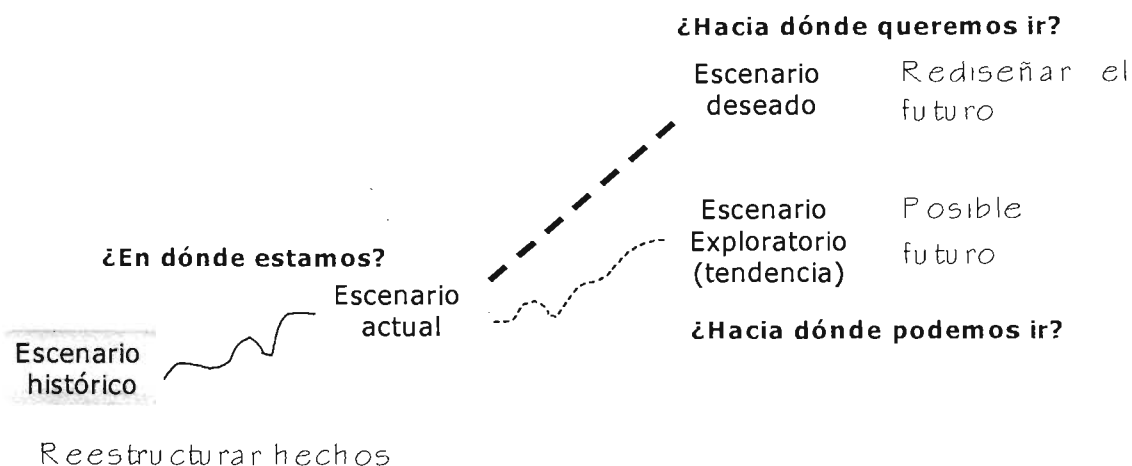 ¿Hacia dónde queremos ir?
Escenario
deseado
Rediseñar el
futuro
Escenario
Exploratorio
(tendencia)
Posible
futuro
¿Hacia dónde podemos ir?
¿En dónde estamos?
Escenario
actual
Escenario
histórico
Reestructurar hechos